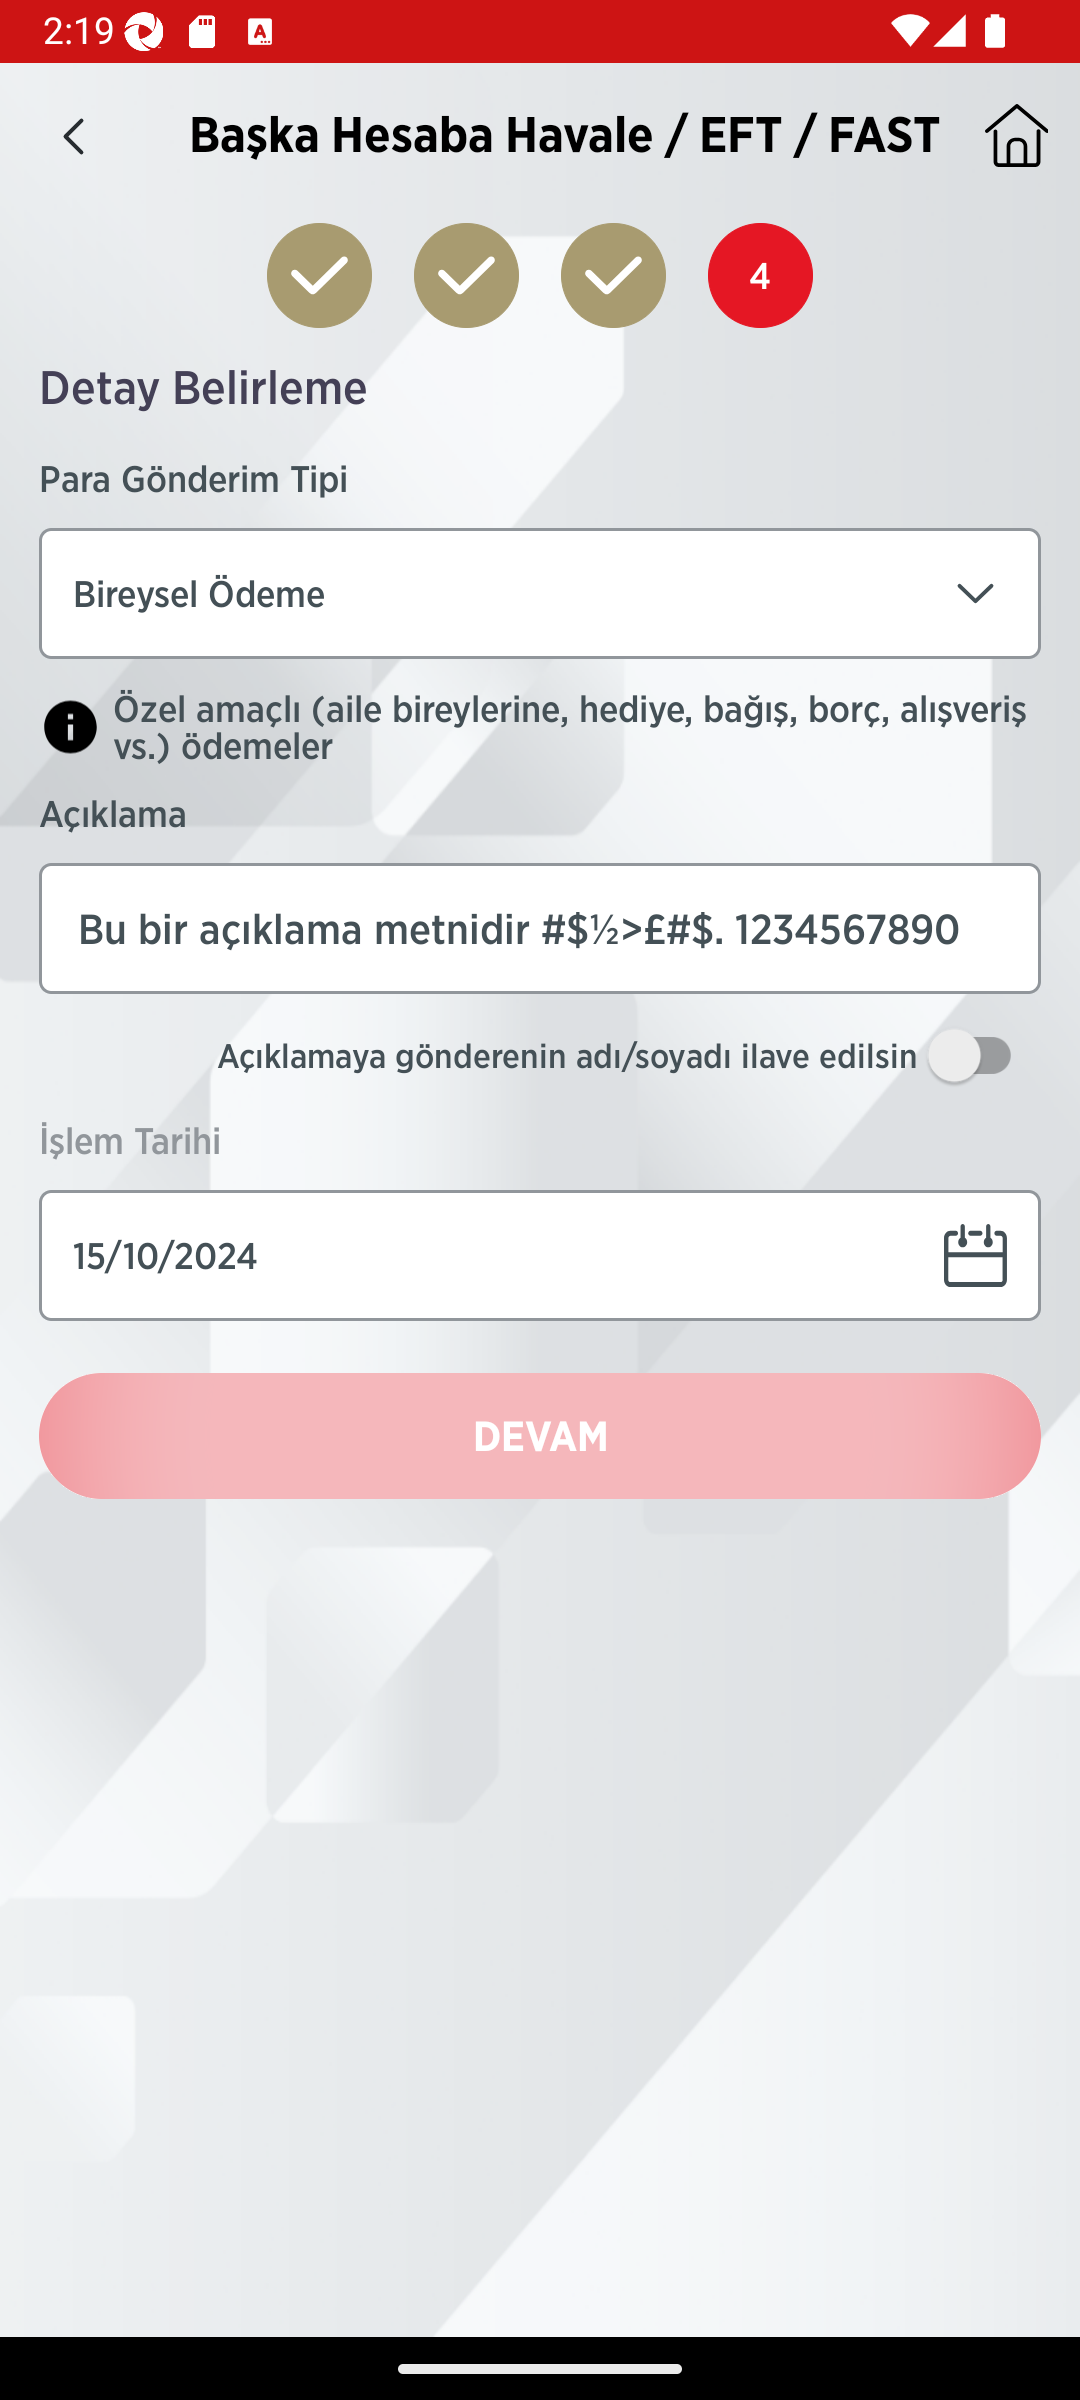 2:19
Başka Hesaba Havale / EFT / FAST
4
Detay Belirleme
Para Gönderim Tipi
Bireysel Ödeme
Özel amaçlı (aile bireylerine, hediye, bağış, borç, alışveriş
vs.) ödemeler
Açıklama
Bu bir açıklama metnidir #$½>£#$. 1234567890
Açıklamaya gönderenin adı/soyadı ilave edilsin
İşlem Tarihi
15/10/2024
DEVAM